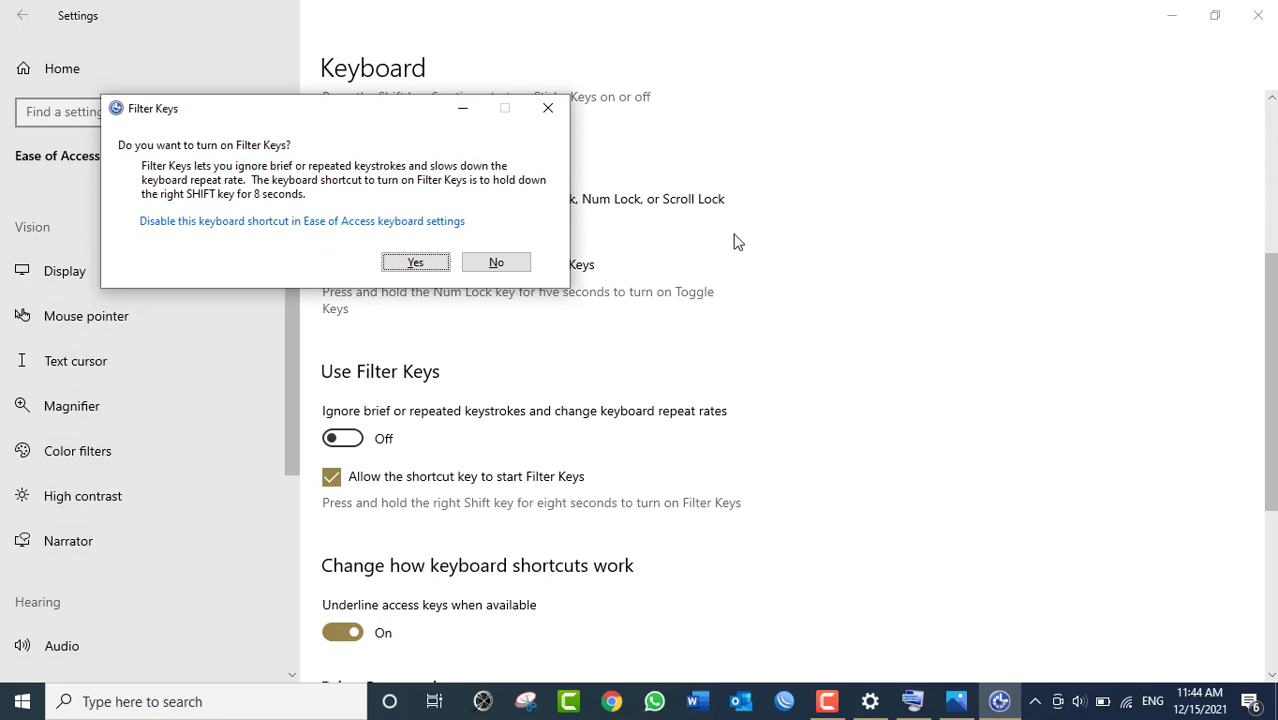 Settings
Home
Find a setting
Ease of Access
Vision
Display
Mouse pointer
Text cursor
Magnifier
Color filters
High contrast
Narrator
Hearing
Audio
Keyboard
Keys on or off
Filter Keys
Do you want to turn on Filter Keys?
Filter Keys lets you ignore brief or repeated keystrokes and slows down the
keyboard repeat rate. The keyboard shortcut to turn on Filter Keys is to hold down
the right SHIFT key for 8 seconds.
Disable this keyboard shortcut in Ease of Access keyboard settings
Yes
No
k, Num Lock, or Scroll Lock
Keys
Press and hold the Num Lock key for five seconds to turn on Toggle
Keys
Use Filter Keys
Ignore brief or repeated keystrokes and change keyboard repeat rates
Off
Allow the shortcut key to start Filter Keys
Press and hold the right Shift key for eight seconds to turn on Filter Keys
Change how keyboard shortcuts work
Underline access keys when available
On
Type here to search
ENG
11:44 AM
12/15/2021
6